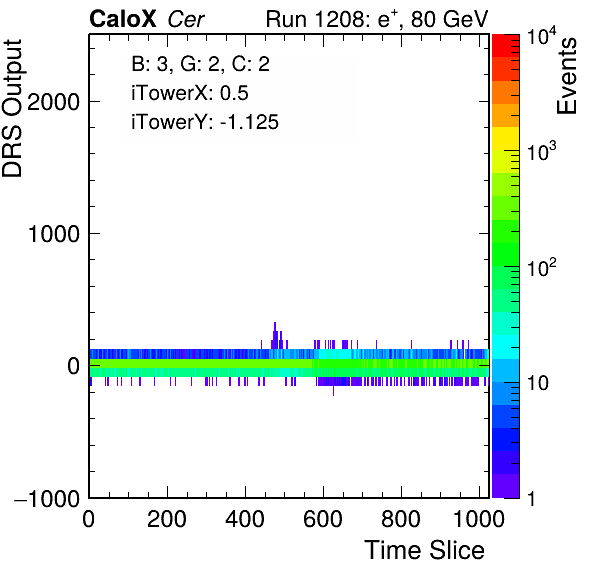 CaloX Cer Run 1208: e+, 80 GeV
B: 3, G: 2, C: 2
iTowerX: 0.5
iTowerY: -1.125
DRS Output
2000
1000
0
−1000
0 200 400 600 800 1000
Time Slice
Events
10^4
10^3
10^2
10
1